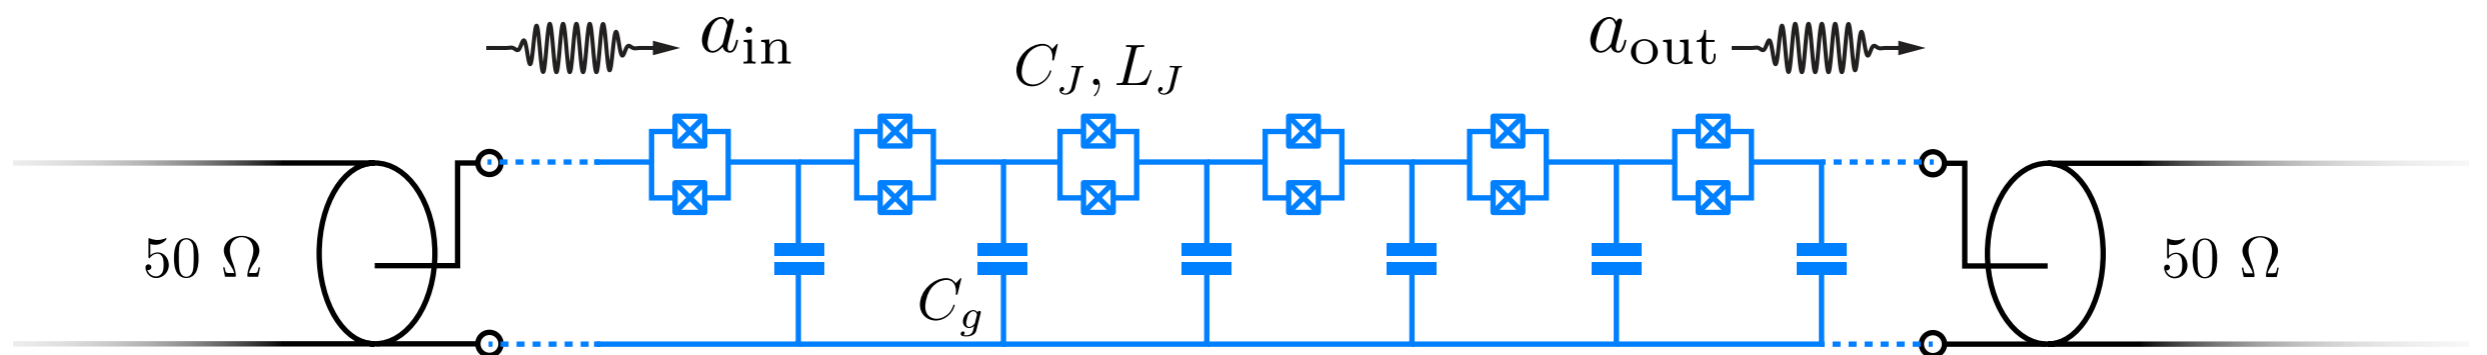 a_in
a_out
C_J, L_J
50 Ω
50 Ω
C_g